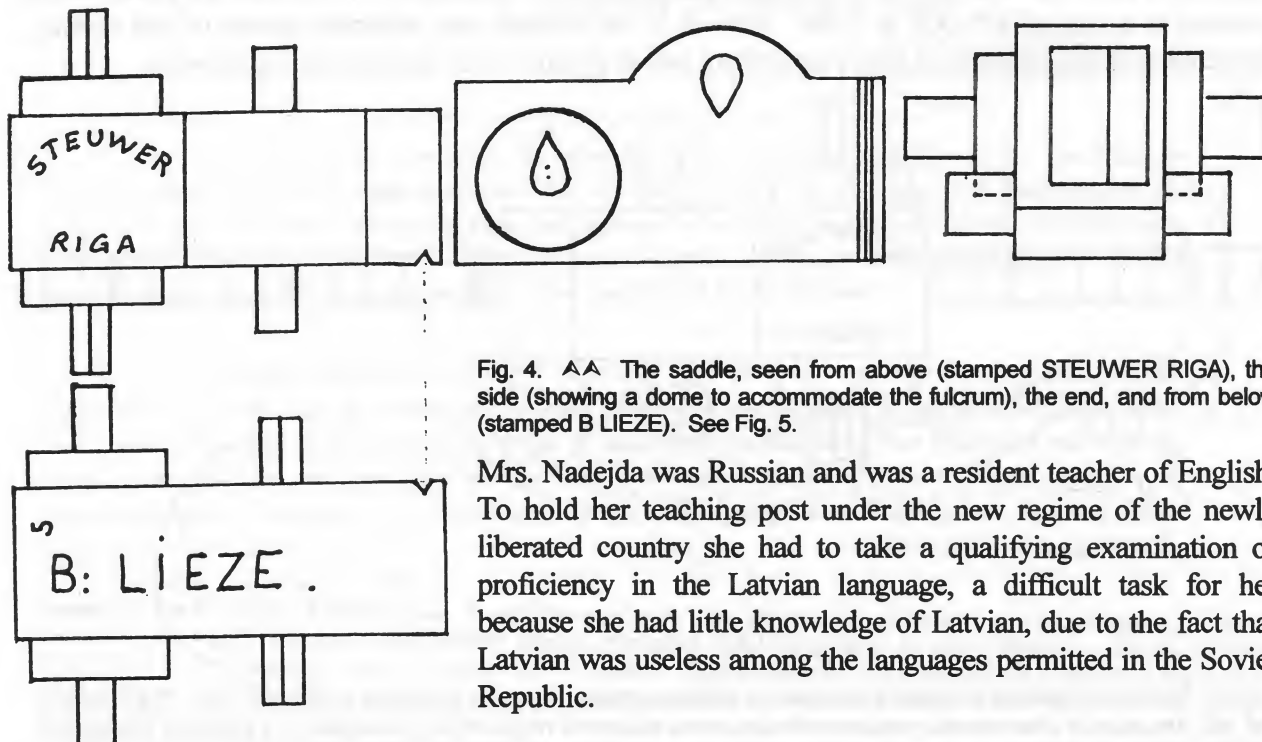 STEUWER
RIGA
S
B: LIEZE.
Fig. 4. ᗑᗑ The saddle, seen from above (stamped STEUWER RIGA), th
side (showing a dome to accommodate the fulcrum), the end, and from below
(stamped B LIEZE). See Fig. 5.
Mrs. Nadejda was Russian and was a resident teacher of English
To hold her teaching post under the new regime of the newl
liberated country she had to take a qualifying examination o
proficiency in the Latvian language, a difficult task for he
because she had little knowledge of Latvian, due to the fact tha
Latvian was useless among the languages permitted in the Sovie
Republic.